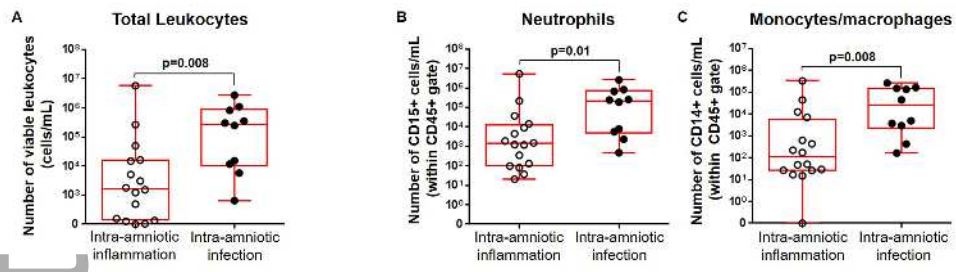 A Total Leukocytes
Number of viable leukocytes
(cells/mL)
10⁸
10⁷
10⁶
10⁵
10⁴
10³
0
p=0.008
Intra-amniotic
inflammation
Intra-amniotic
infection
B Neutrophils
Number of CD15+ cells/mL
(within CD45+ gate)
10⁸
10⁷
10⁶
10⁵
10⁴
10³
10²
10¹
10⁰
0
p=0.01
Intra-amniotic
inflammation
Intra-amniotic
infection
C Monocytes/macrophages
Number of CD14+ cells/mL
(within CD45+ gate)
10⁷
10⁶
10⁵
10⁴
10³
10²
10¹
10⁰
0
p=0.008
Intra-amniotic
inflammation
Intra-amniotic
infection